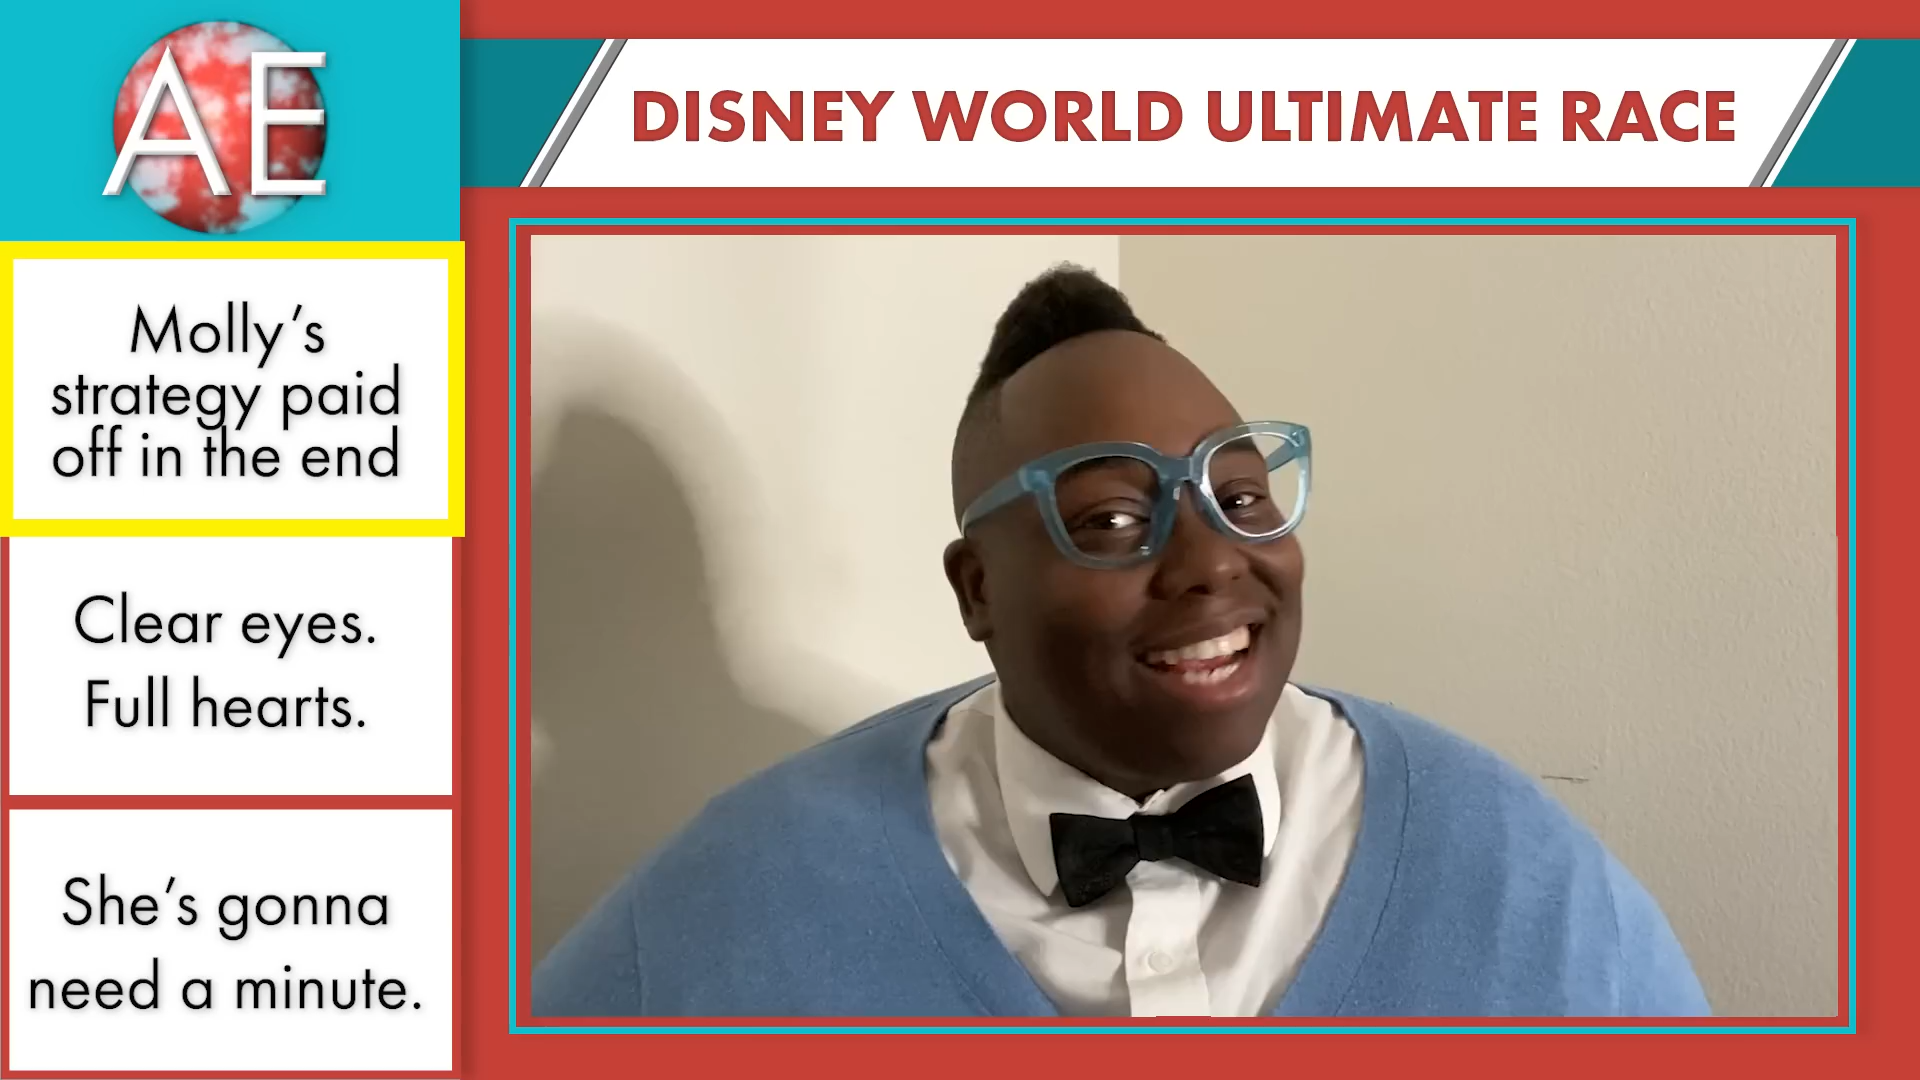 AE
DISNEY WORLD ULTIMATE RACE
Molly’s
strategy paid
off in the end
Clear eyes.
Full hearts.
She’s gonna
need a minute.